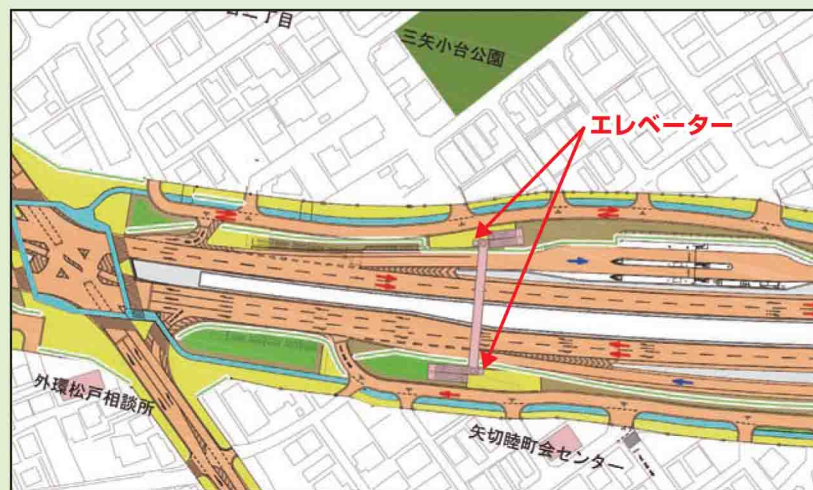 三矢小台公園
エレベーター
外環松戸相談所
矢切睦町会センター